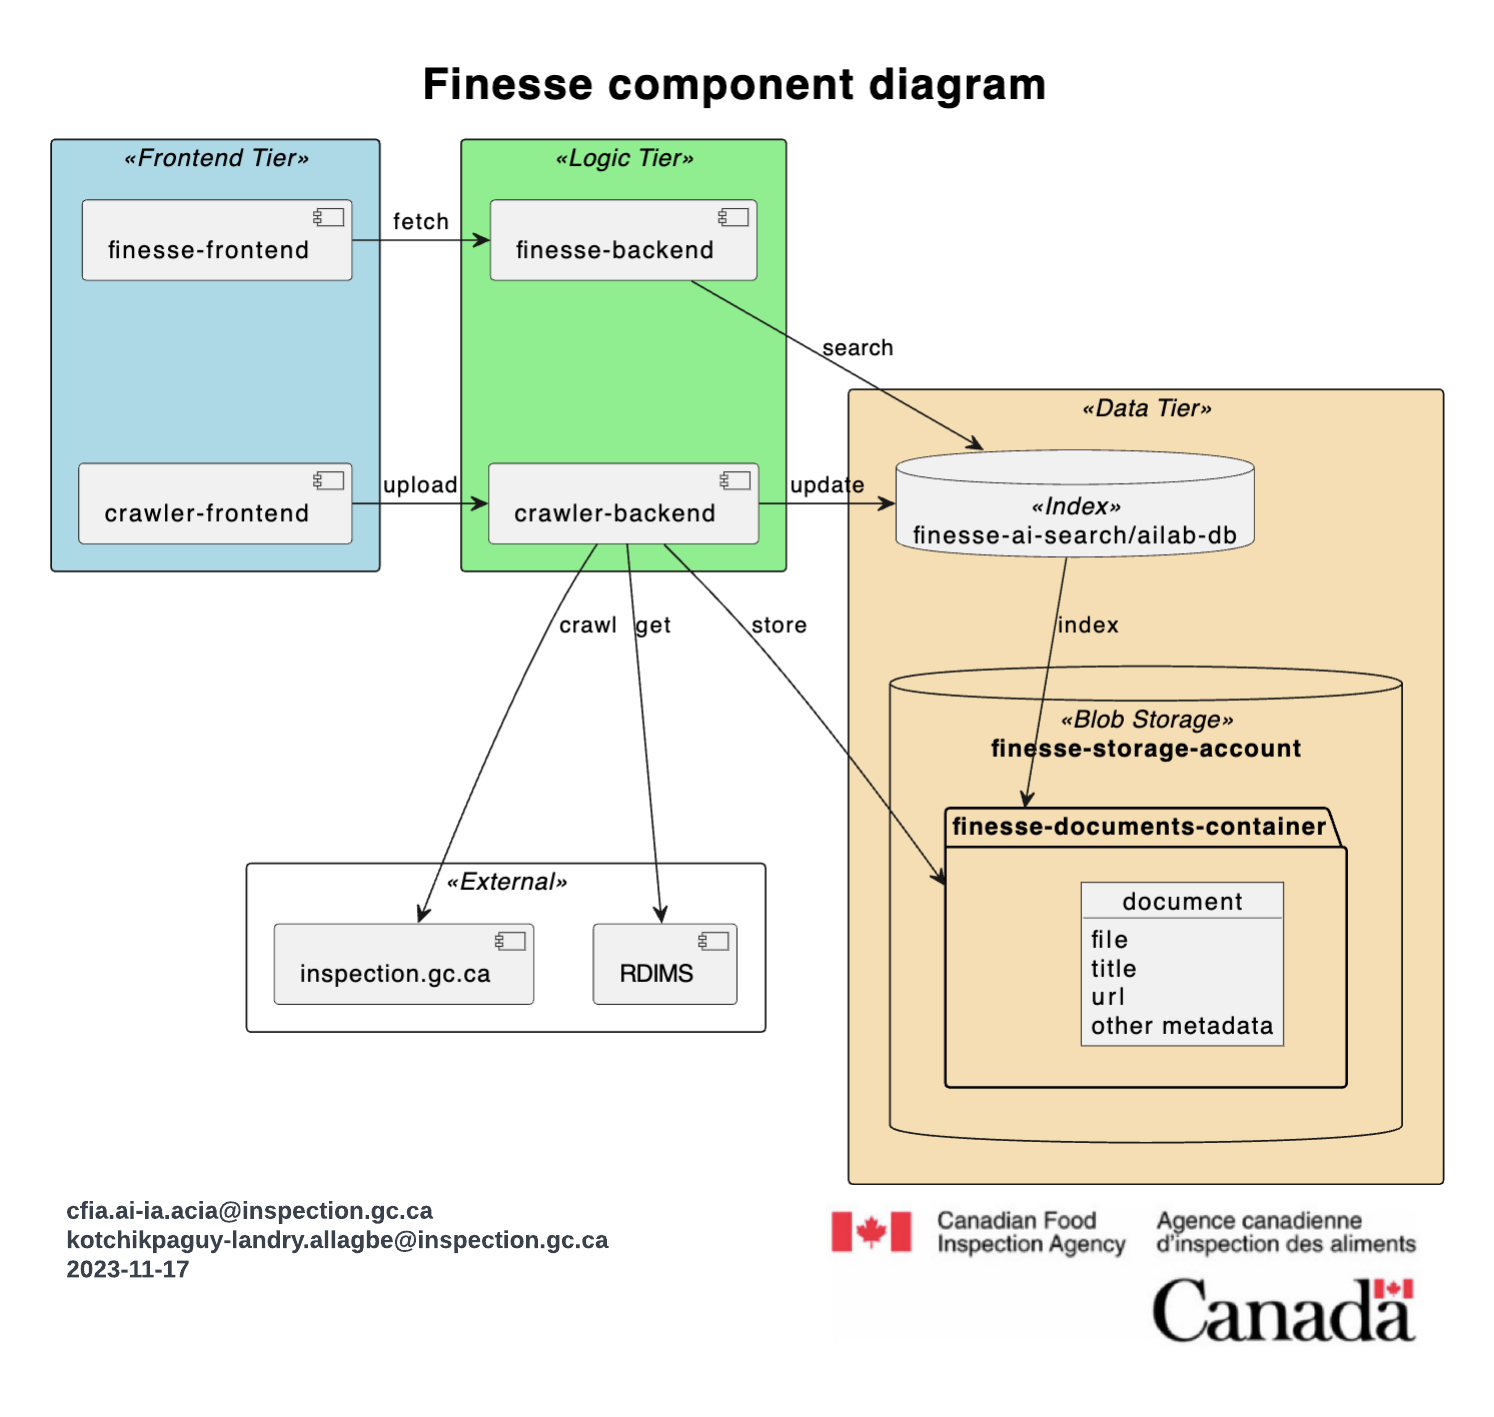 Finesse component diagram
«Frontend Tier»
«Logic Tier»
finesse-frontend
fetch
finesse-backend
search
«Data Tier»
crawler-frontend
upload
crawler-backend
update
«Index»
finesse-ai-search/ailab-db
crawl
get
store
index
«Blob Storage»
finesse-storage-account
finesse-documents-container
«External»
inspection.gc.ca
RDIMS
document
file
title
url
other metadata
cfia.ai-ia.acia@inspection.gc.ca
kotchikpaguy-landry.allagbe@inspection.gc.ca
2023-11-17
Canadian Food
Inspection Agency
Agence canadienne
d'inspection des aliments
Canada